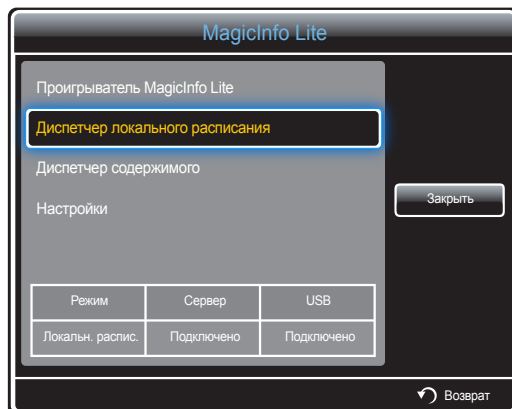 MagicInfo Lite
Проигрыватель MagicInfo Lite
Диспетчер локального расписания
Диспетчер содержимого
Настройки
Закрыть
Режим Сервер USB
Локальн. распис. Подключено Подключено
Возврат